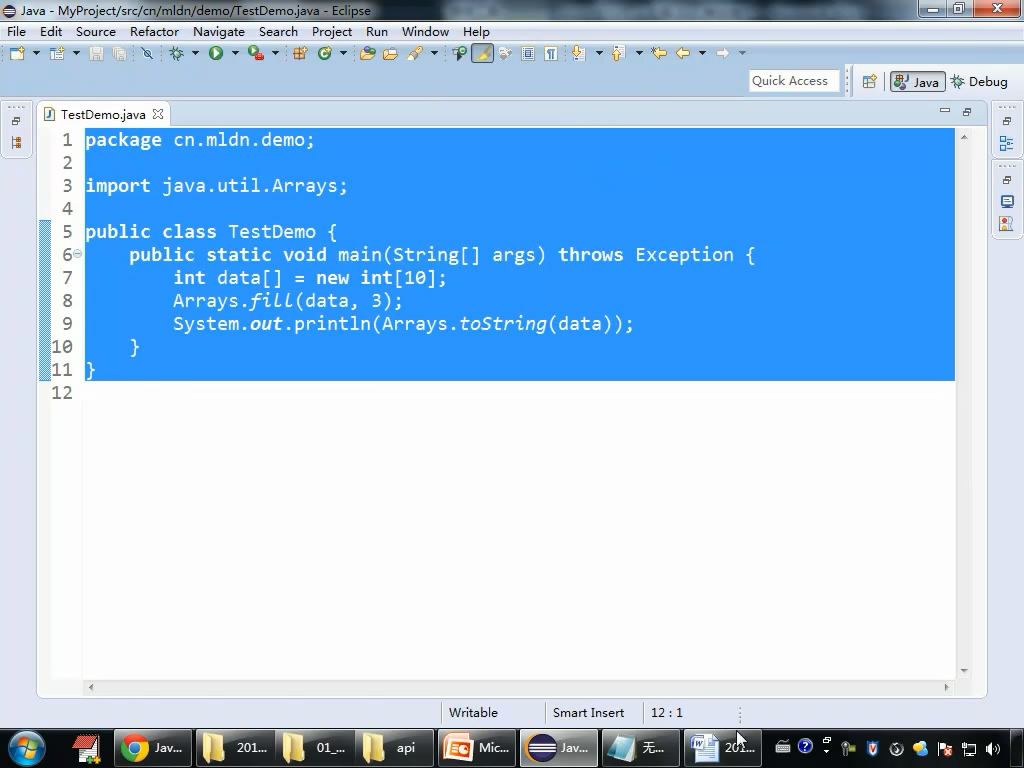 Java - MyProject/src/cn/mldn/demo/TestDemo.java - Eclipse
File Edit Source Refactor Navigate Search Project Run Window Help
Quick Access
Java
Debug
TestDemo.java
1 package cn.mldn.demo;
2
3 import java.util.Arrays;
4
5 public class TestDemo {
6 public static void main(String[] args) throws Exception {
7 int data[] = new int[10];
8 Arrays.fill(data, 3);
9 System.out.println(Arrays.toString(data));
10 }
11 }
12
Writable Smart Insert 12 : 1
Jav... 201... 01_... api Mic... Jav... 无... 201...